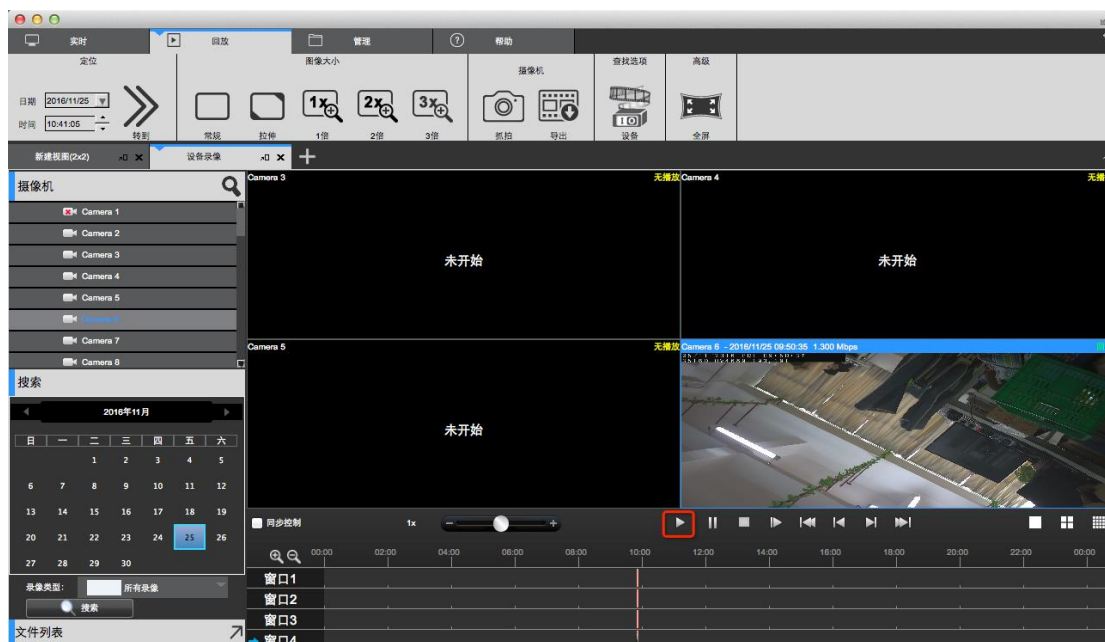 实时 回放 管理 ? 帮助
定位 图像大小 摄像机 查找选项 高级
日期 2016/11/25
时间 10:41:05
转到 常规 拉伸 1x 1倍 2x 2倍 3x 3倍 抓拍 导出 设备 全屏
新建视图(2x2) 设备录像
摄像机
Camera 1
Camera 2
Camera 3
Camera 4
Camera 5
Camera 7
Camera 8
Camera 3 无播放
未开始
Camera 4
未开始
Camera 5 无播放
未开始
Camera 6 - 2016/11/25 09:50:35 1.300 Mbps
搜索
2016年11月
日 一 二 三 四 五 六
1 2 3 4 5
6 7 8 9 10 11 12
13 14 15 16 17 18 19
20 21 22 23 24 25 26
27 28 29 30
录像类型: 所有录像
搜索
文件列表
同步控制 1x
00:00 02:00 04:00 06:00 08:00 10:00 12:00 14:00 16:00 18:00 20:00 22:00 00:00
窗口1
窗口2
窗口3
窗口4